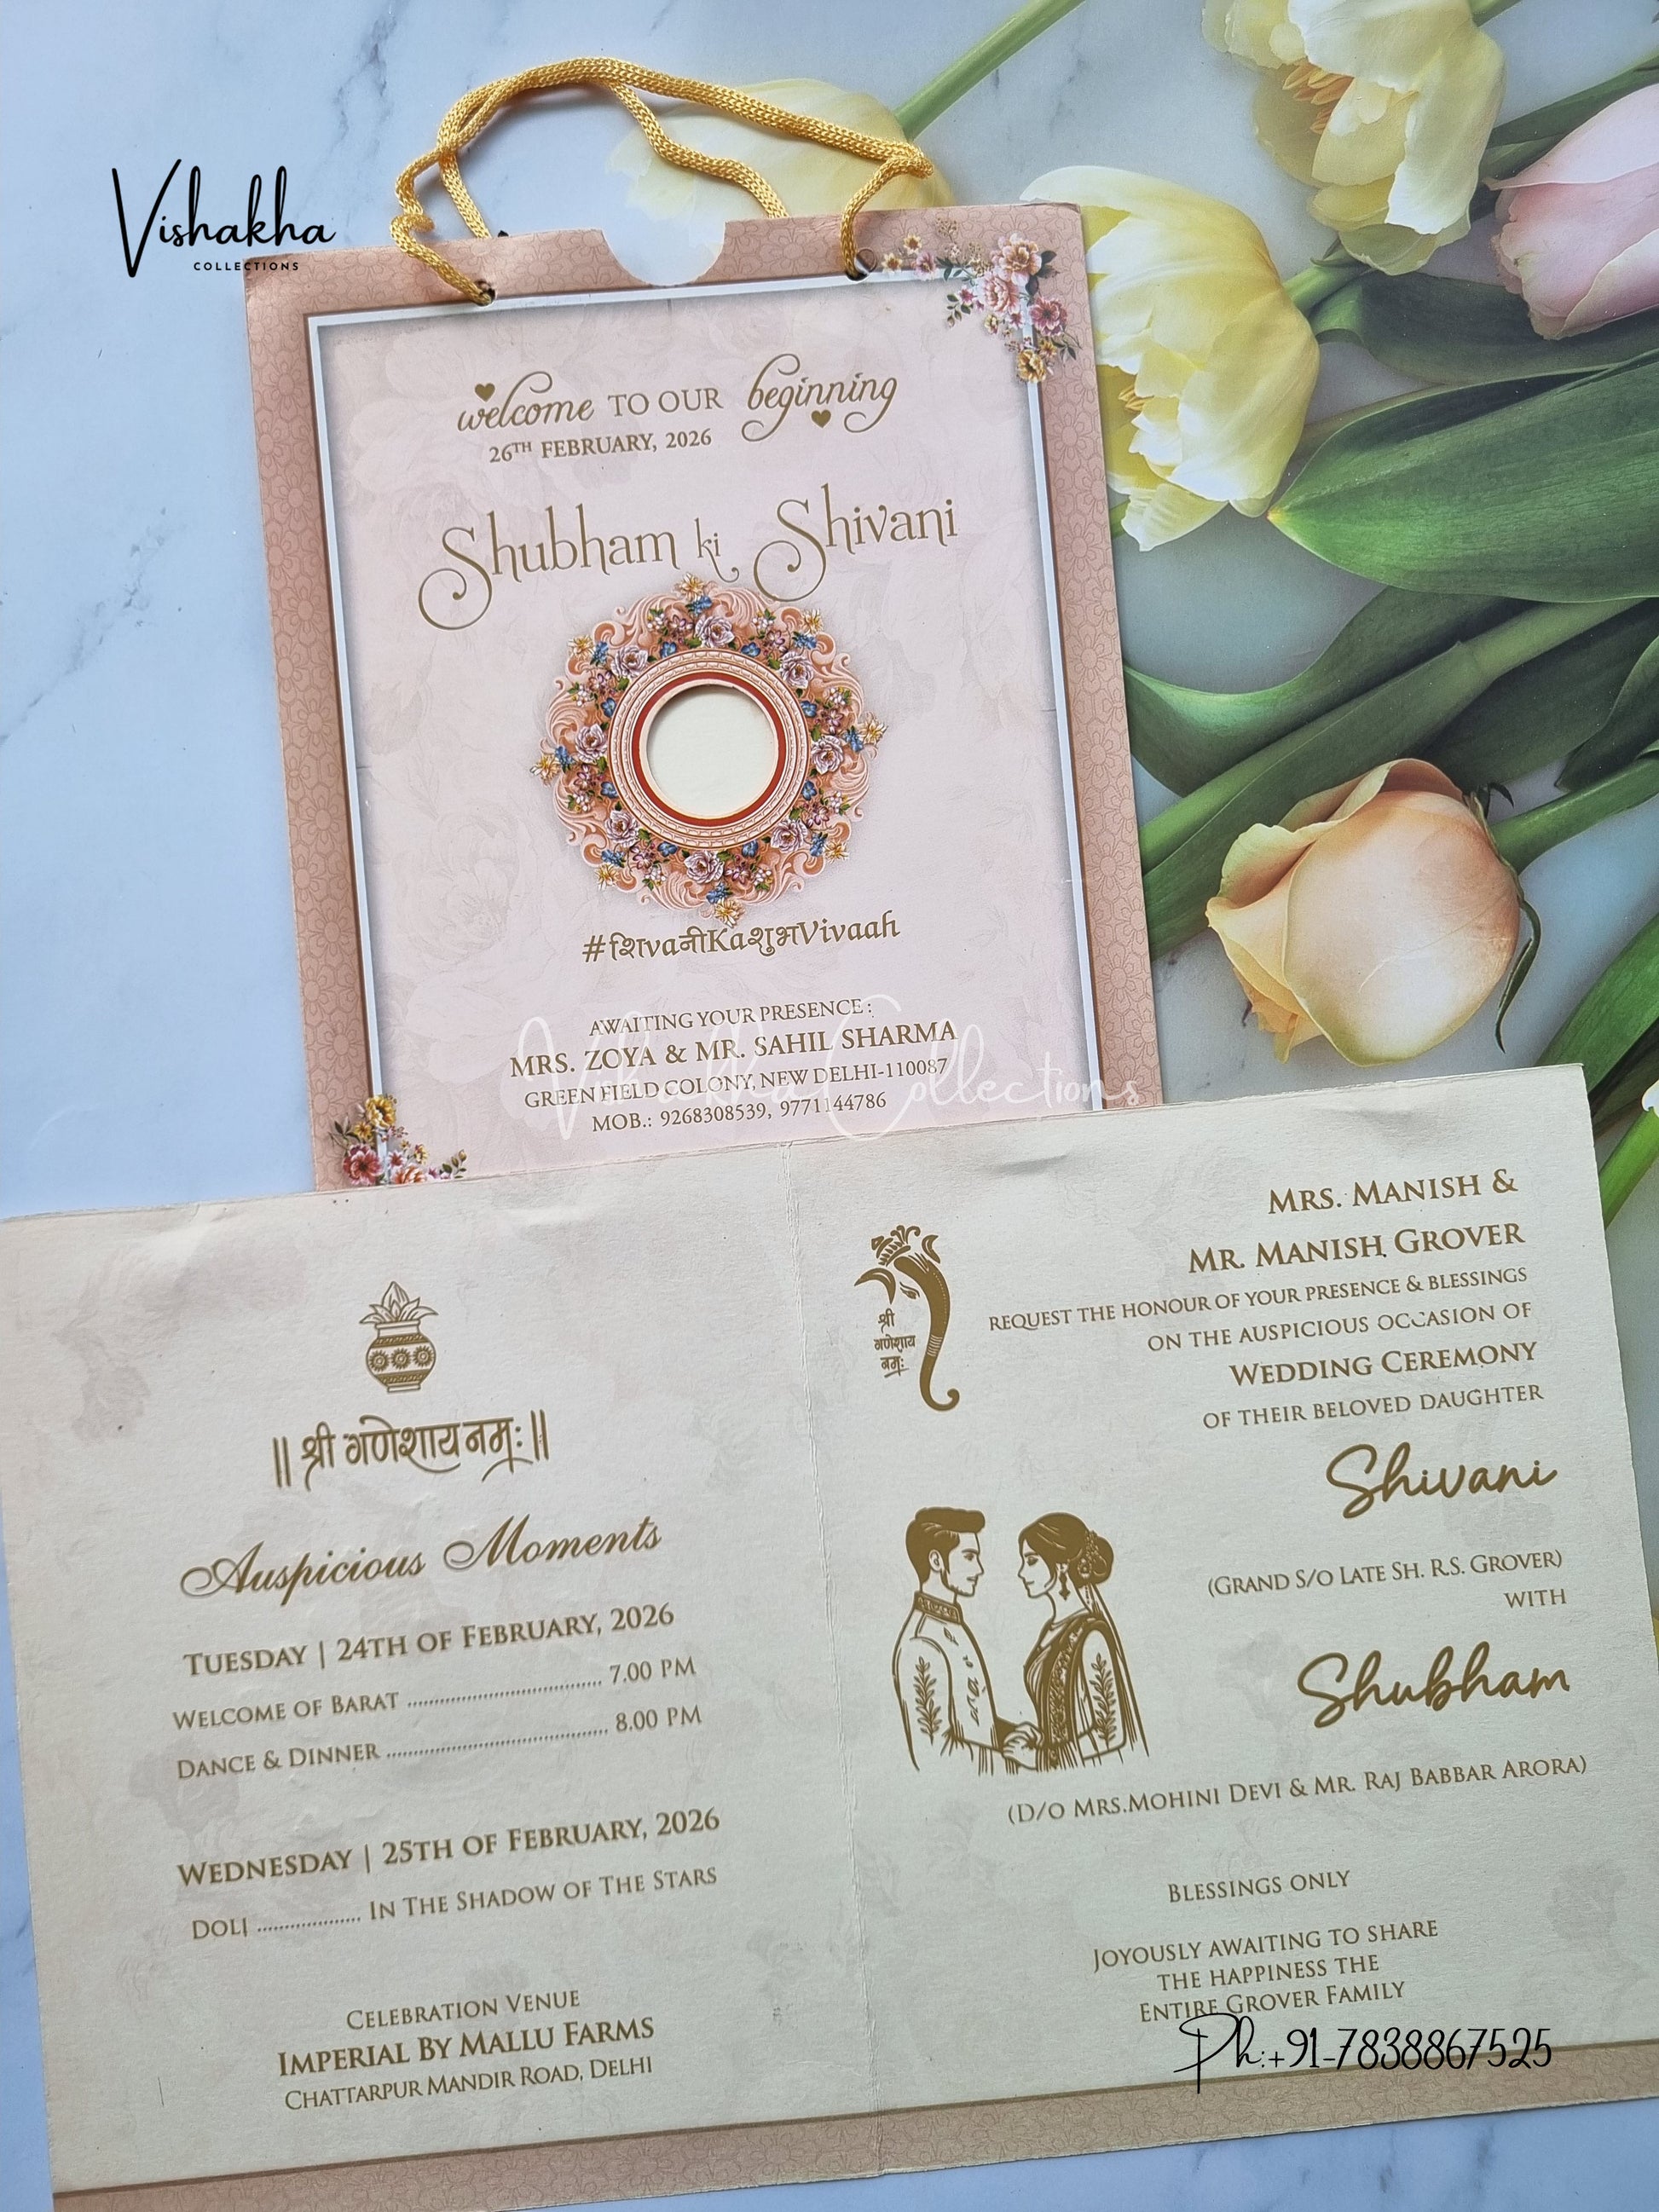 Vishakha
COLLECTIONS
welcome TO OUR beginning
26TH FEBRUARY, 2026
Shubham ki Shivani
#शिvaनीKaशुभVivaah
AWAITING YOUR PRESENCE :
MRS. ZOYA & MR. SAHIL SHARMA
GREEN FIELD COLONY, NEW DELHI-110087
MOB.: 9268308539, 9771144786
Vishakha Collections
|| श्री गणेशाय नम्: ||
Auspicious Moments
TUESDAY | 24TH OF FEBRUARY, 2026
WELCOME OF BARAT ........................................ 7.00 PM
DANCE & DINNER ............................................. 8.00 PM
WEDNESDAY | 25TH OF FEBRUARY, 2026
DOLI ..................... IN THE SHADOW OF THE STARS
CELEBRATION VENUE
IMPERIAL BY MALLU FARMS
CHATTARPUR MANDIR ROAD, DELHI
श्री
गणेशाय
नम्:
MRS. MANISH &
MR. MANISH GROVER
REQUEST THE HONOUR OF YOUR PRESENCE & BLESSINGS
ON THE AUSPICIOUS OCCASION OF
WEDDING CEREMONY
OF THEIR BELOVED DAUGHTER
Shivani
(GRAND S/O LATE SH. R.S. GROVER)
WITH
Shubham
(D/O MRS.MOHINI DEVI & MR. RAJ BABBAR ARORA)
BLESSINGS ONLY
JOYOUSLY AWAITING TO SHARE
THE HAPPINESS THE
ENTIRE GROVER FAMILY
Ph:+91-7838867525